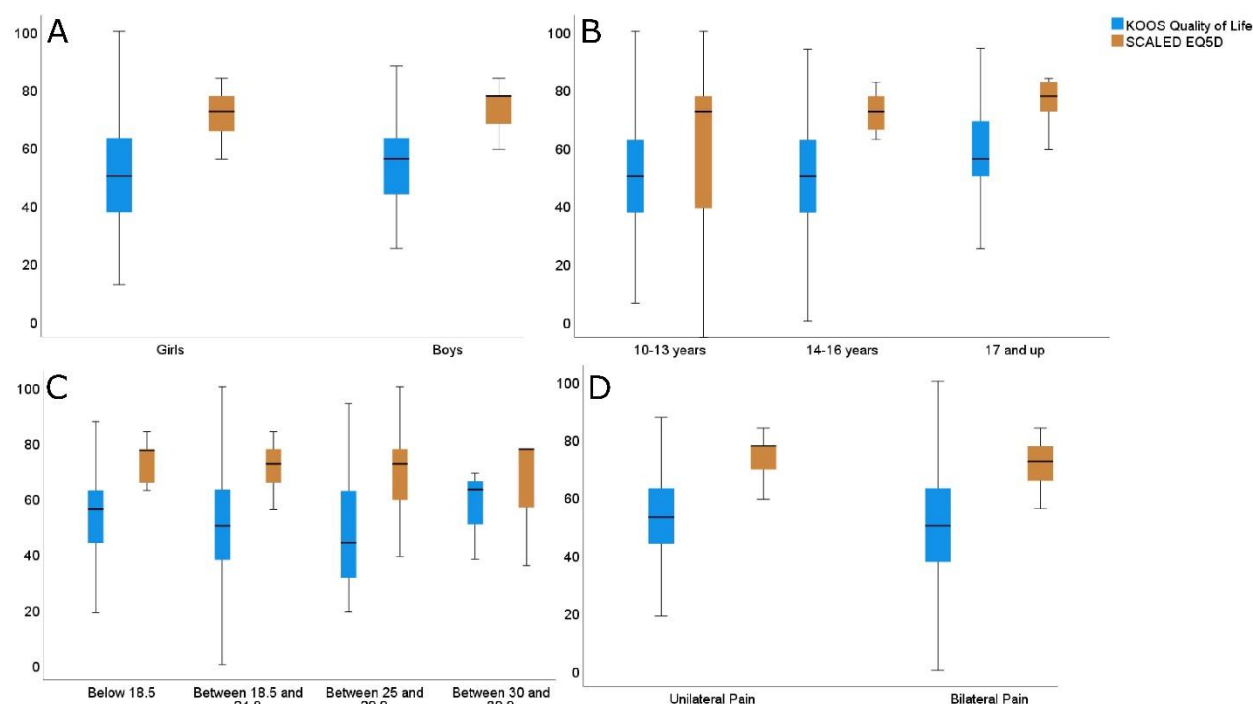 A
100
80
60
40
20
0
Girls Boys
B
100
80
60
40
20
0
10-13 years 14-16 years 17 and up
KOOS Quality of Life
SCALED EQ5D
C
100
80
60
40
20
0
Below 18.5 Between 18.5 and Between 25 and Between 30 and
D
100
80
60
40
20
0
Unilateral Pain Bilateral Pain